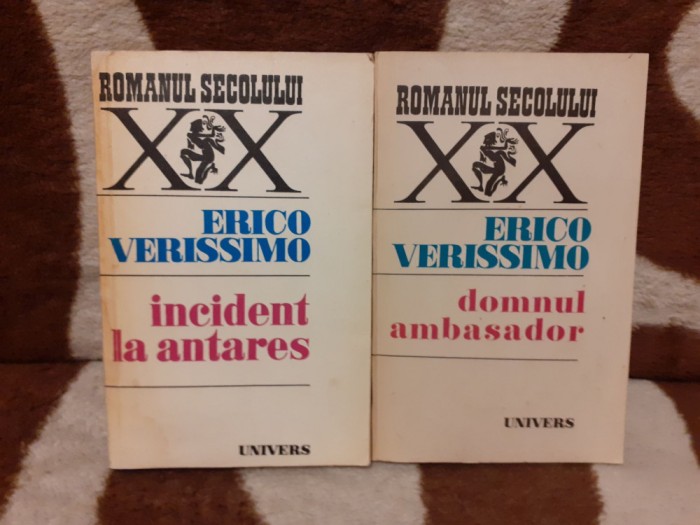 ROMANUL SECOLULUI
XX
ERICO
VERISSIMO
incident
la antares
UNIVERS
ROMANUL SECOLULUI
XX
ERICO
VERISSIMO
domnul
ambasador
UNIVERS